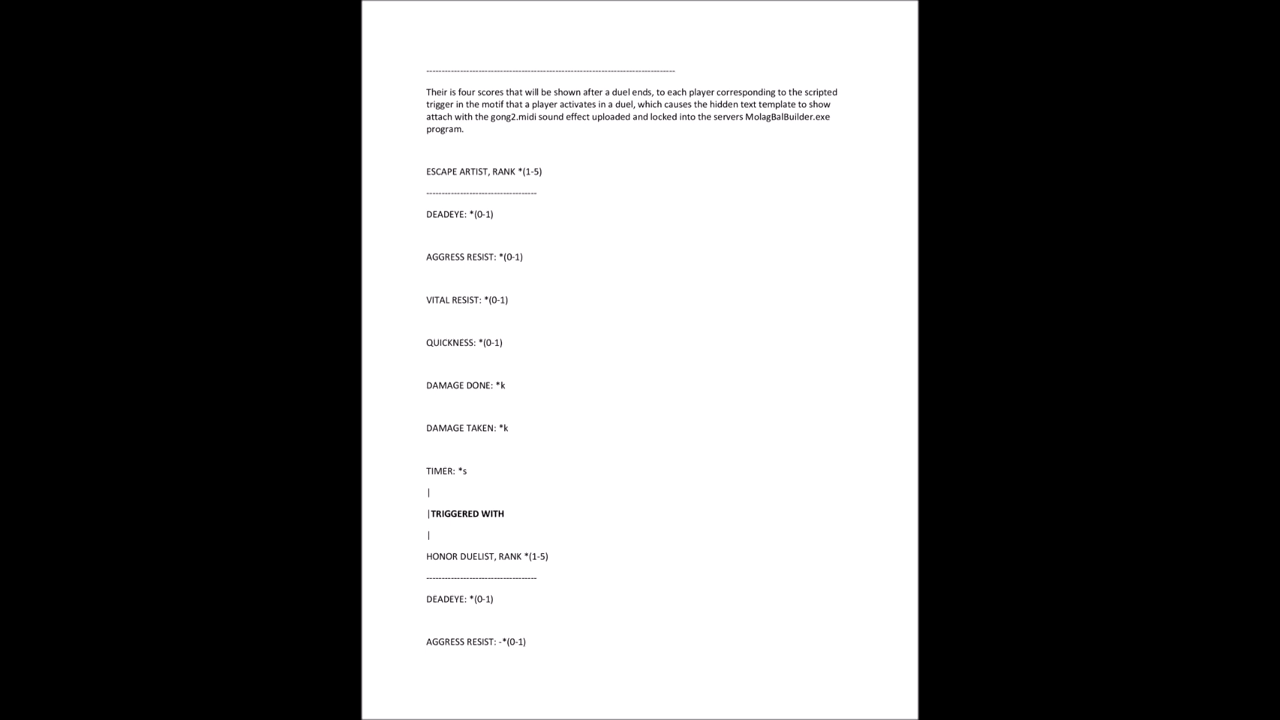 --------------------------------------------------------------------------------
Their is four scores that will be shown after a duel ends, to each player corresponding to the scripted
trigger in the motif that a player activates in a duel, which causes the hidden text template to show
attach with the gong2.midi sound effect uploaded and locked into the servers MolagBalBuilder.exe
program.
ESCAPE ARTIST, RANK *(1-5)
------------------------------------
DEADEYE: *(0-1)
AGGRESS RESIST: *(0-1)
VITAL RESIST: *(0-1)
QUICKNESS: *(0-1)
DAMAGE DONE: *k
DAMAGE TAKEN: *k
TIMER: *s
|
|TRIGGERED WITH
|
HONOR DUELIST, RANK *(1-5)
------------------------------------
DEADEYE: *(0-1)
AGGRESS RESIST: -*(0-1)